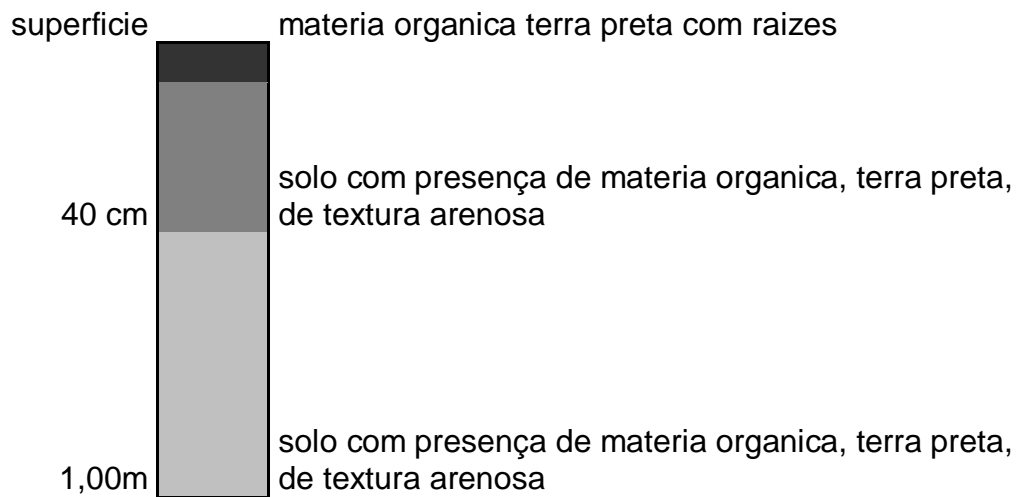 superficie
materia organica terra preta com raizes
solo com presença de materia organica, terra preta,
40 cm
de textura arenosa
solo com presença de materia organica, terra preta,
1,00m
de textura arenosa